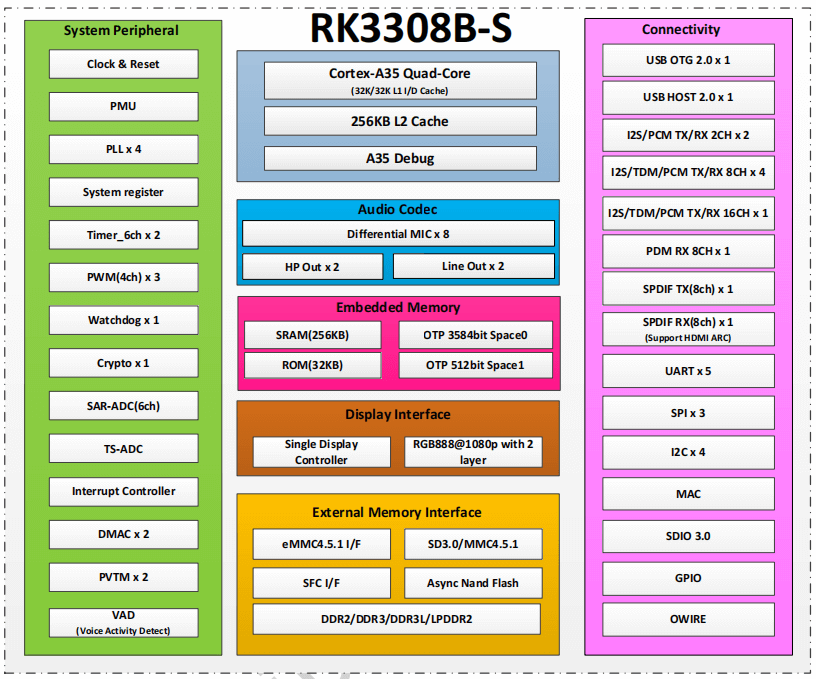 RK3308B-S
System Peripheral
Clock & Reset
PMU
PLL x 4
System register
Timer_6ch x 2
PWM(4ch) x 3
Watchdog x 1
Crypto x 1
SAR-ADC(6ch)
TS-ADC
Interrupt Controller
DMAC x 2
PVTM x 2
VAD
(Voice Activity Detect)
Cortex-A35 Quad-Core
(32K/32K L1 I/D Cache)
256KB L2 Cache
A35 Debug
Audio Codec
Differential MIC x 8
HP Out x 2
Line Out x 2
Embedded Memory
SRAM(256KB)
OTP 3584bit Space0
ROM(32KB)
OTP 512bit Space1
Display Interface
Single Display
Controller
RGB888@1080p with 2
layer
External Memory Interface
eMMC4.5.1 I/F
SD3.0/MMC4.5.1
SFC I/F
Async Nand Flash
DDR2/DDR3/DDR3L/LPDDR2
Connectivity
USB OTG 2.0 x 1
USB HOST 2.0 x 1
I2S/PCM TX/RX 2CH x 2
I2S/TDM/PCM TX/RX 8CH x 4
I2S/TDM/PCM TX/RX 16CH x 1
PDM RX 8CH x 1
SPDIF TX(8ch) x 1
SPDIF RX(8ch) x 1
(Support HDMI ARC)
UART x 5
SPI x 3
I2C x 4
MAC
SDIO 3.0
GPIO
OWIRE